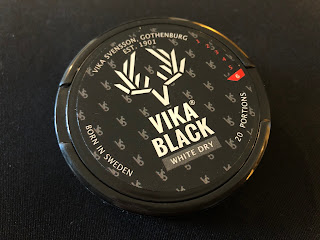 VIKA SVENSSON, GOTHENBURG
EST. 1901
VIKA®
BLACK
WHITE DRY
BORN IN SWEDEN
20 PORTIONS